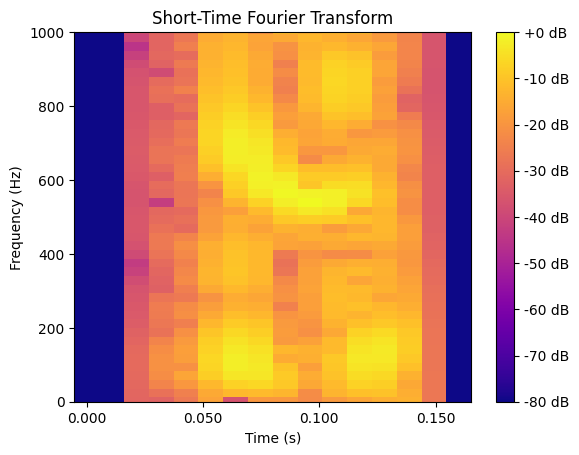 Short-Time Fourier Transform
1000
800
600
400
200
0
Frequency (Hz)
0.000
0.050
0.100
0.150
Time (s)
+0 dB
-10 dB
-20 dB
-30 dB
-40 dB
-50 dB
-60 dB
-70 dB
-80 dB